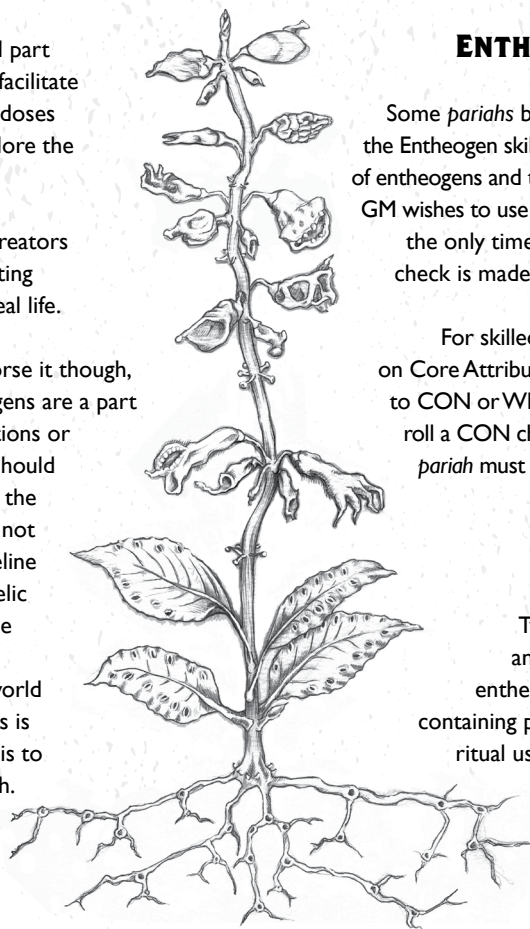 l part
facilitate
doses
lore the
reators
ting
eal life.
orse it though,
gens are a part
tions or
should
the
not
eline
elic
e
world
s is
is to
h.
ENTH
Some pariahs b
the Entheogen skil
of entheogens and t
GM wishes to use
the only time
check is made
For skilled
on Core Attribu
to CON or WI
roll a CON ch
pariah must
T
an
enthe
containing p
ritual us